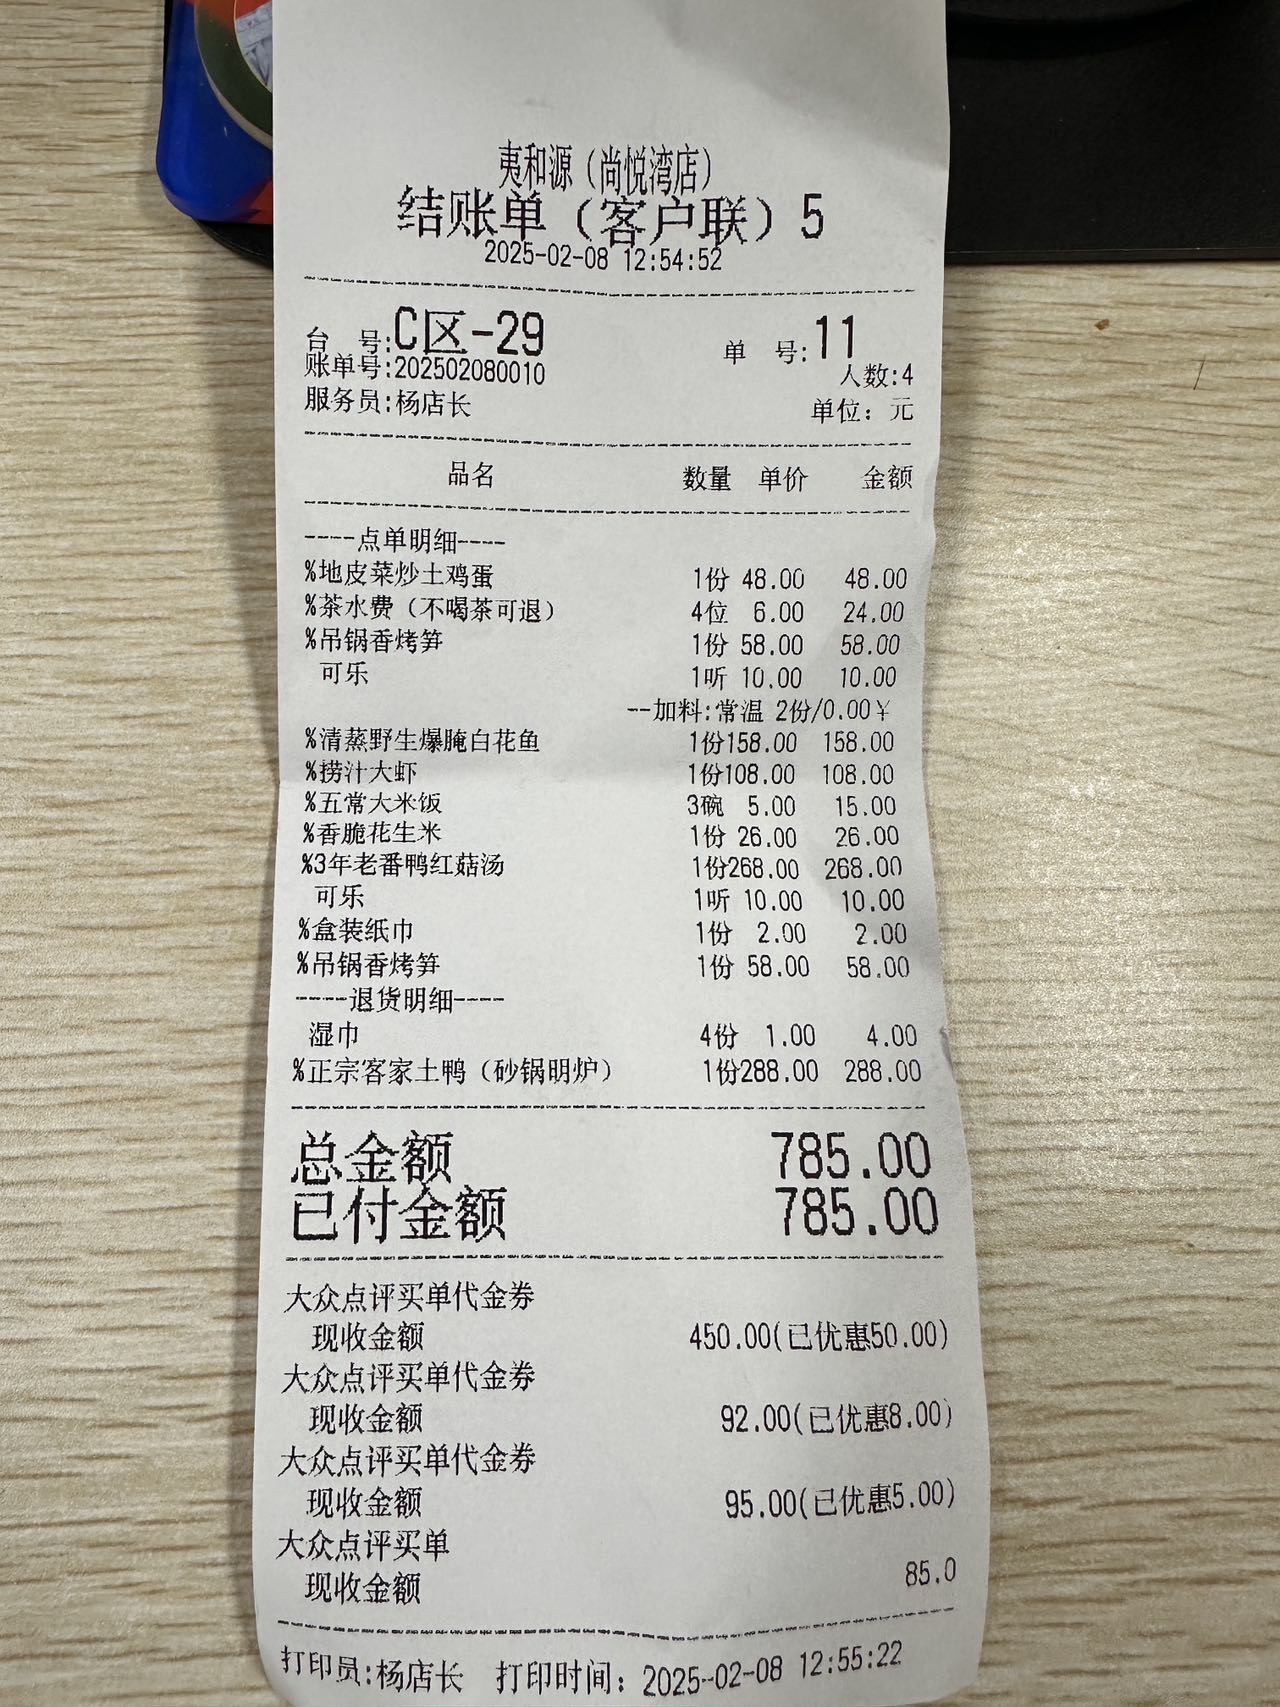 夷和源（尚悦湾店）
结账单（客户联）5
2025-02-08 12:54:52
台 号:C区-29 单 号:11
账单号:202502080010 人数:4
服务员:杨店长 单位：元
品名 数量 单价 金额
----点单明细----
%地皮菜炒土鸡蛋 1份 48.00 48.00
%茶水费（不喝茶可退） 4位 6.00 24.00
%吊锅香烤笋 1份 58.00 58.00
可乐 1听 10.00 10.00
--加料:常温 2份/0.00￥
%清蒸野生爆腌白花鱼 1份158.00 158.00
%捞汁大虾 1份108.00 108.00
%五常大米饭 3碗 5.00 15.00
%香脆花生米 1份 26.00 26.00
%3年老番鸭红菇汤 1份268.00 268.00
可乐 1听 10.00 10.00
%盒装纸巾 1份 2.00 2.00
%吊锅香烤笋 1份 58.00 58.00
----退货明细----
湿巾 4份 1.00 4.00
%正宗客家土鸭（砂锅明炉） 1份288.00 288.00
总金额 785.00
已付金额 785.00
大众点评买单代金券
现收金额 450.00(已优惠50.00)
大众点评买单代金券
现收金额 92.00(已优惠8.00)
大众点评买单代金券
现收金额 95.00(已优惠5.00)
大众点评买单
现收金额 85.0
打印员:杨店长 打印时间：2025-02-08 12:55:22